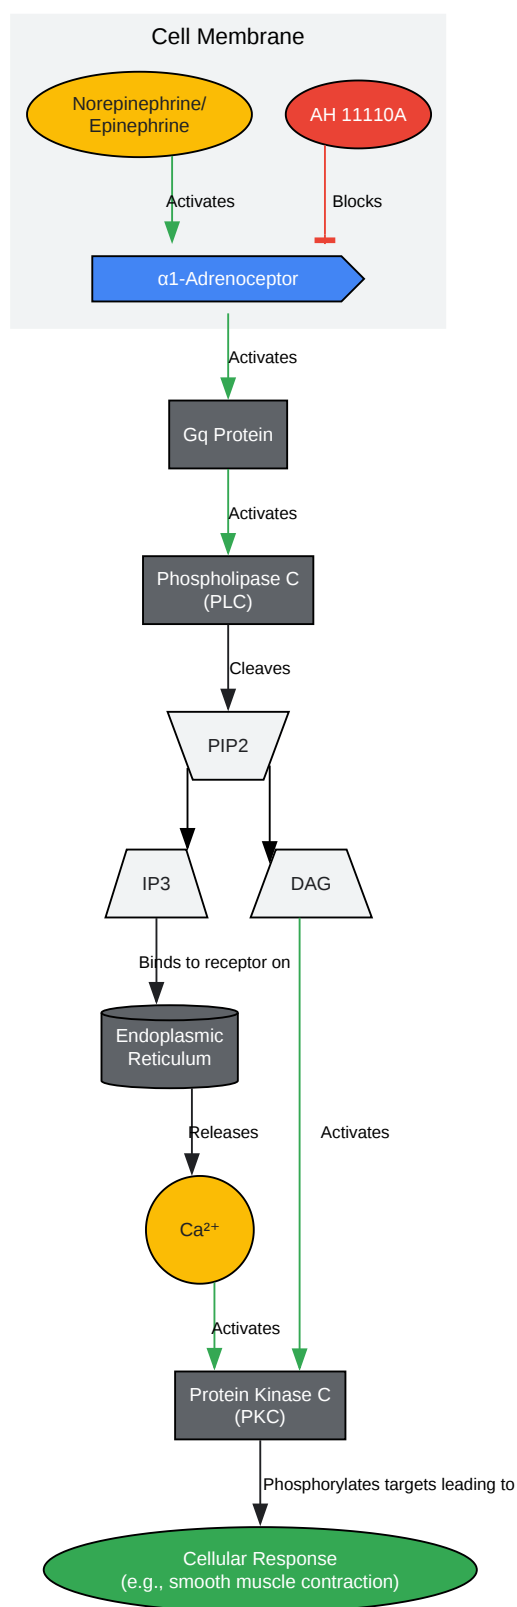 Cell Membrane
Norepinephrine/
Epinephrine
AH 11110A
Activates
Blocks
α1-Adrenoceptor
Activates
Gq Protein
Activates
Phospholipase C
(PLC)
Cleaves
PIP2
IP3
DAG
Binds to receptor on
Endoplasmic
Reticulum
Releases
Activates
Ca²⁺
Activates
Protein Kinase C
(PKC)
Phosphorylates targets leading to
Cellular Response
(e.g., smooth muscle contraction)